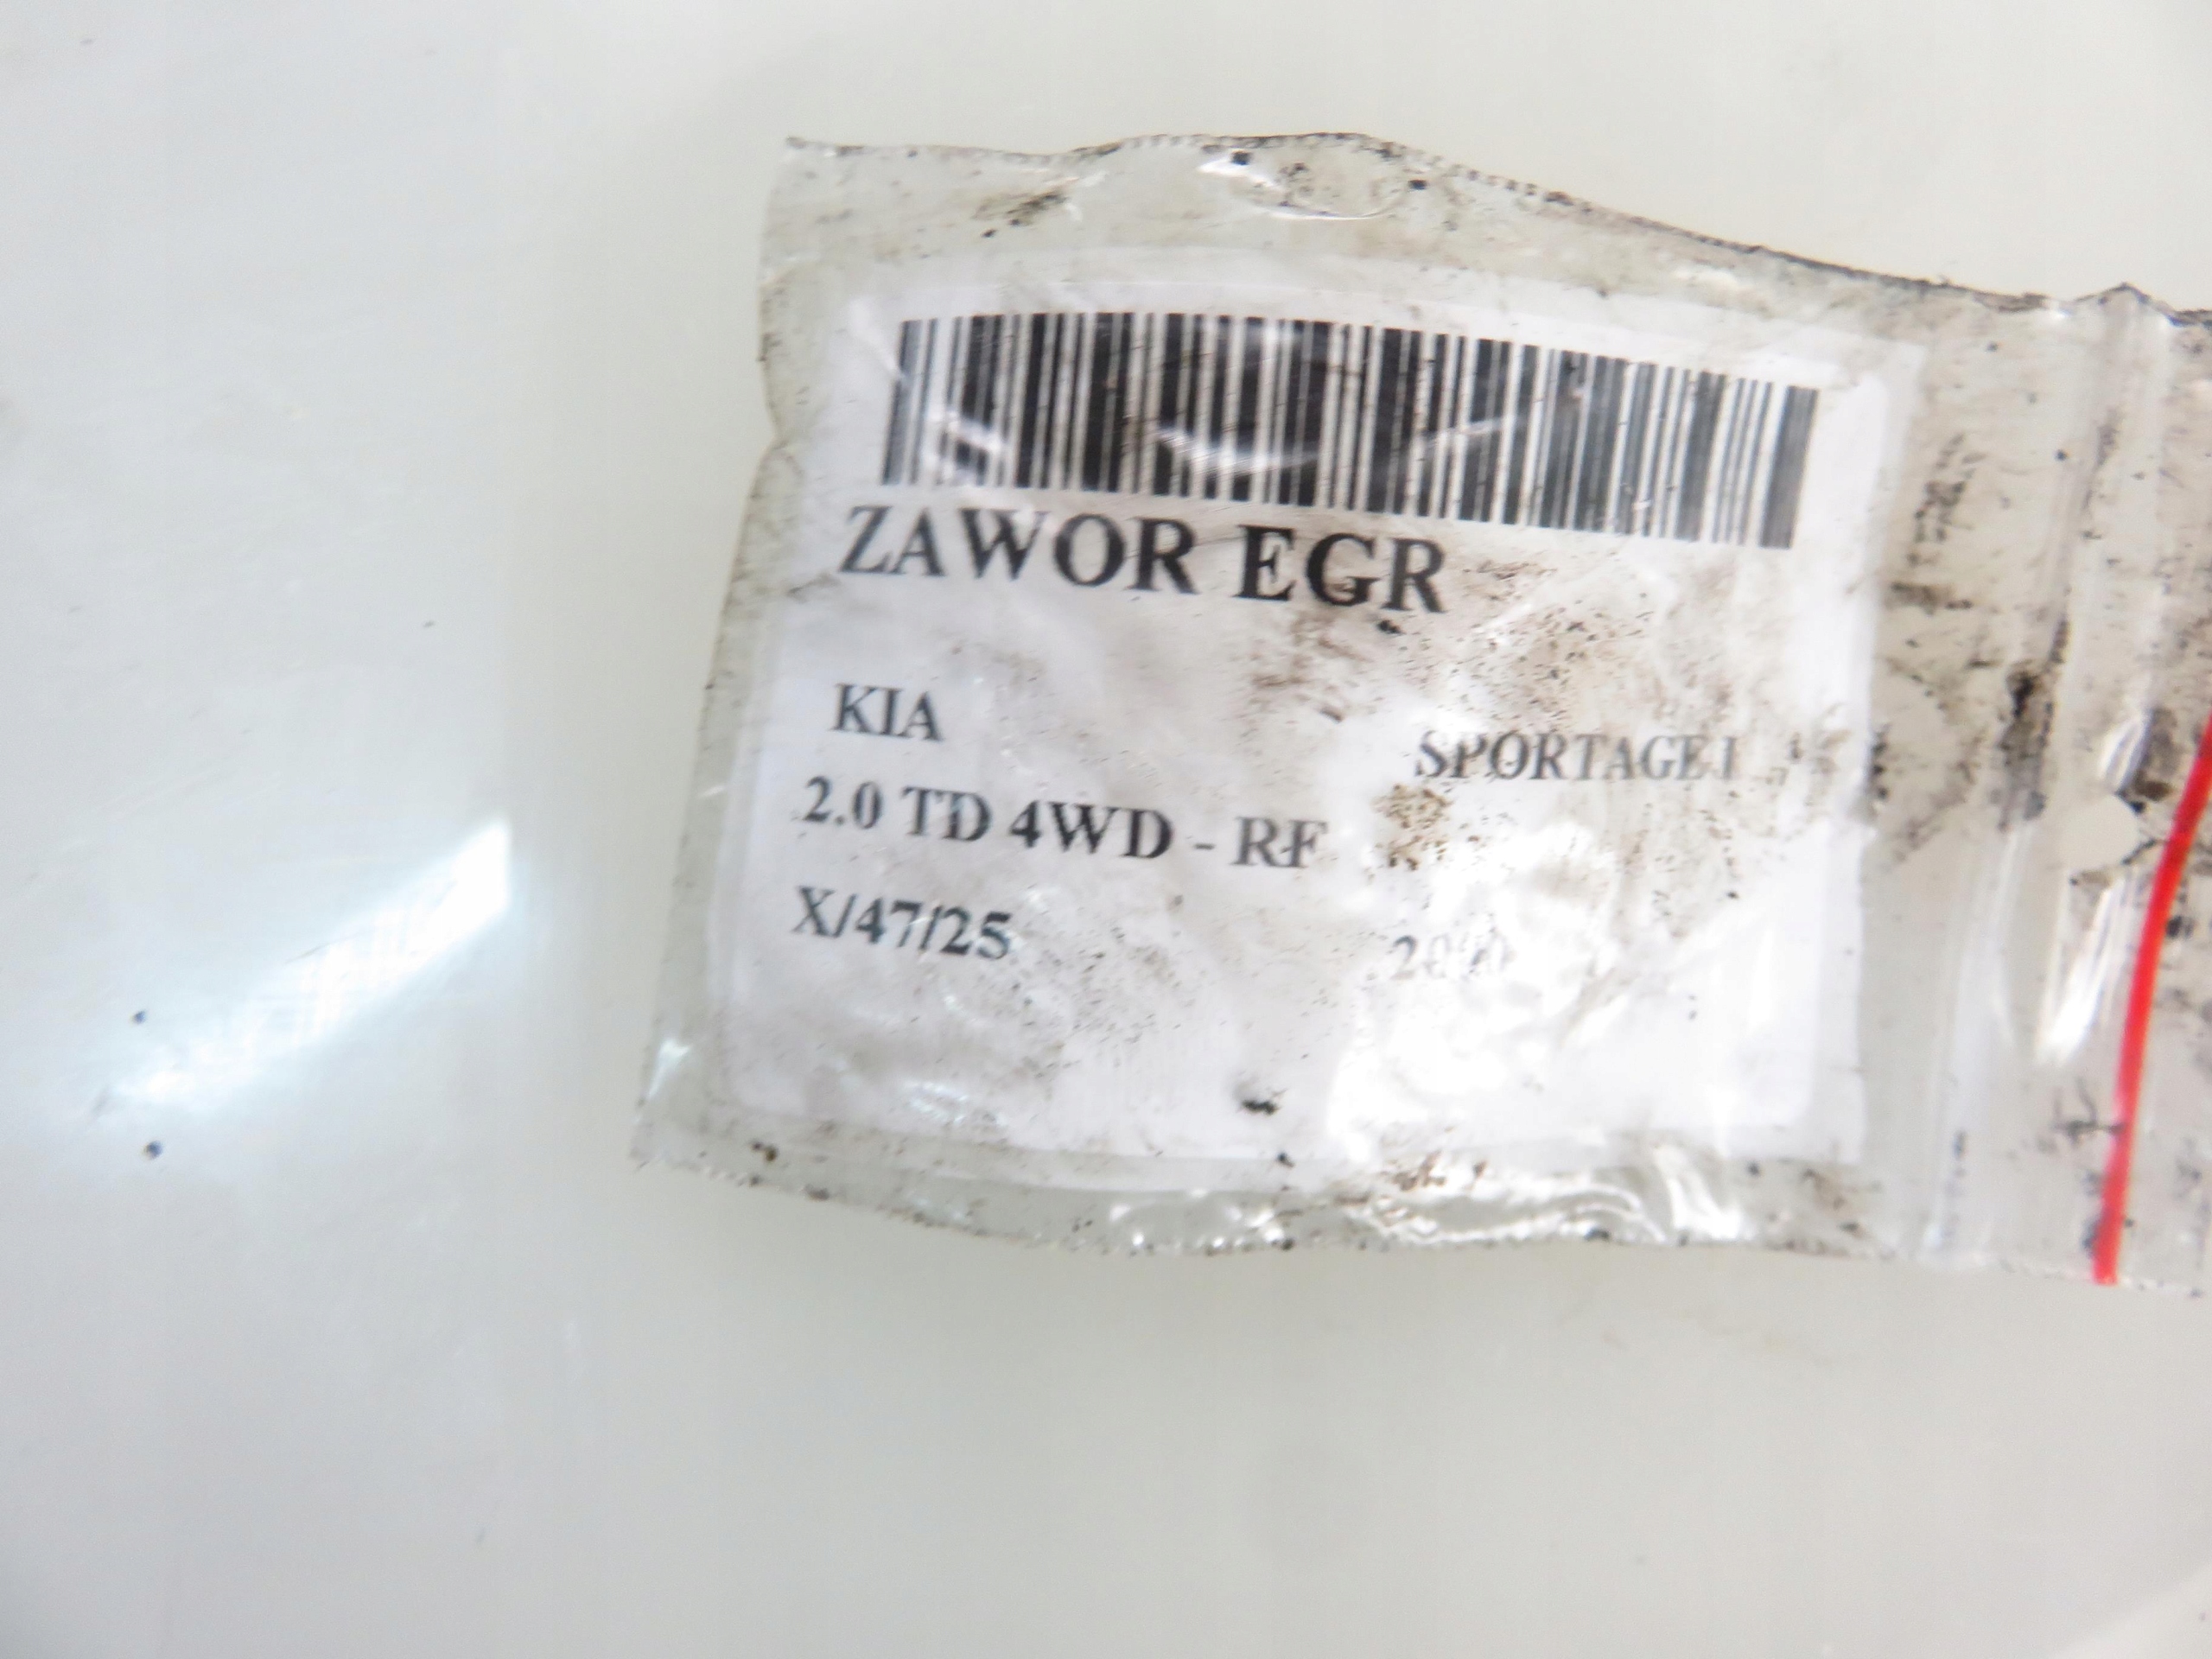 ZAWOR EGR
KIA SPORTAGE I
2.0 TD 4WD - RF
X/47/25